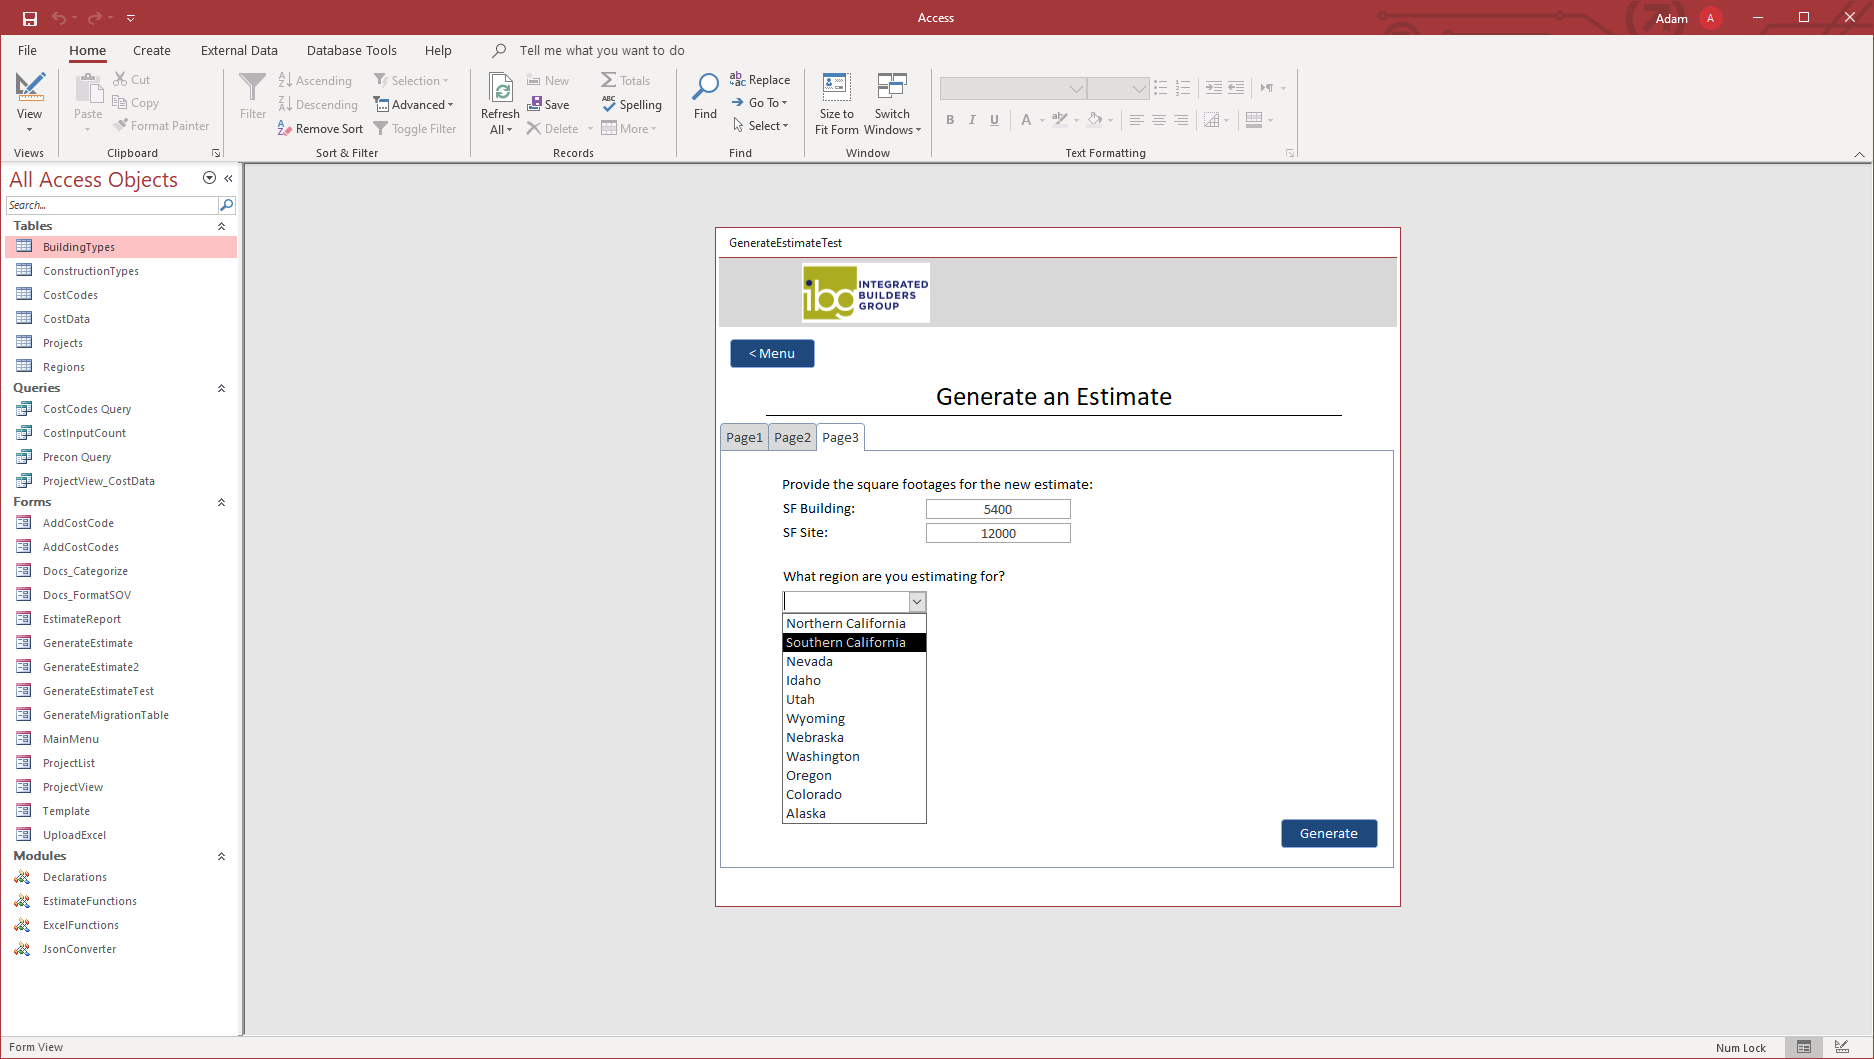 Access
Adam
A
File
Home
Create
External Data
Database Tools
Help
Tell me what you want to do
View
Views
Paste
Cut
Copy
Format Painter
Clipboard
Filter
Ascending
Descending
Remove Sort
Selection
Advanced
Toggle Filter
Sort & Filter
Refresh
All
New
Save
Delete
Totals
Spelling
More
Records
Find
Replace
Go To
Select
Find
Size to
Fit Form
Switch
Windows
Window
B I U
A
Text Formatting
All Access Objects
Search...
Tables
BuildingTypes
ConstructionTypes
CostCodes
CostData
Projects
Regions
Queries
CostCodes Query
CostInputCount
Precon Query
ProjectView_CostData
Forms
AddCostCode
AddCostCodes
Docs_Categorize
Docs_FormatSOV
EstimateReport
GenerateEstimate
GenerateEstimate2
GenerateEstimateTest
GenerateMigrationTable
MainMenu
ProjectList
ProjectView
Template
UploadExcel
Modules
Declarations
EstimateFunctions
ExcelFunctions
JsonConverter
GenerateEstimateTest
ibg
INTEGRATED
BUILDERS
GROUP
< Menu
Generate an Estimate
Page1 Page2 Page3
Provide the square footages for the new estimate:
SF Building: 5400
SF Site: 12000
What region are you estimating for?
Northern California
Southern California
Nevada
Idaho
Utah
Wyoming
Nebraska
Washington
Oregon
Colorado
Alaska
Generate
Form View
Num Lock